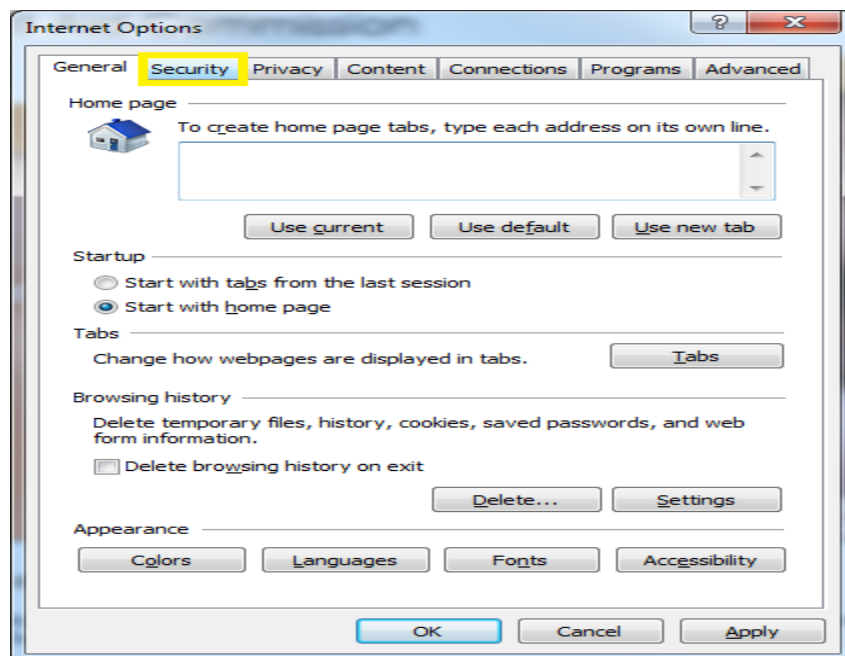 Internet Options
General Security Privacy Content Connections Programs Advanced
Home page
To create home page tabs, type each address on its own line.
Use current Use default Use new tab
Startup
Start with tabs from the last session
Start with home page
Tabs
Change how webpages are displayed in tabs. Tabs
Browsing history
Delete temporary files, history, cookies, saved passwords, and web
form information.
Delete browsing history on exit
Delete... Settings
Appearance
Colors Languages Fonts Accessibility
OK Cancel Apply